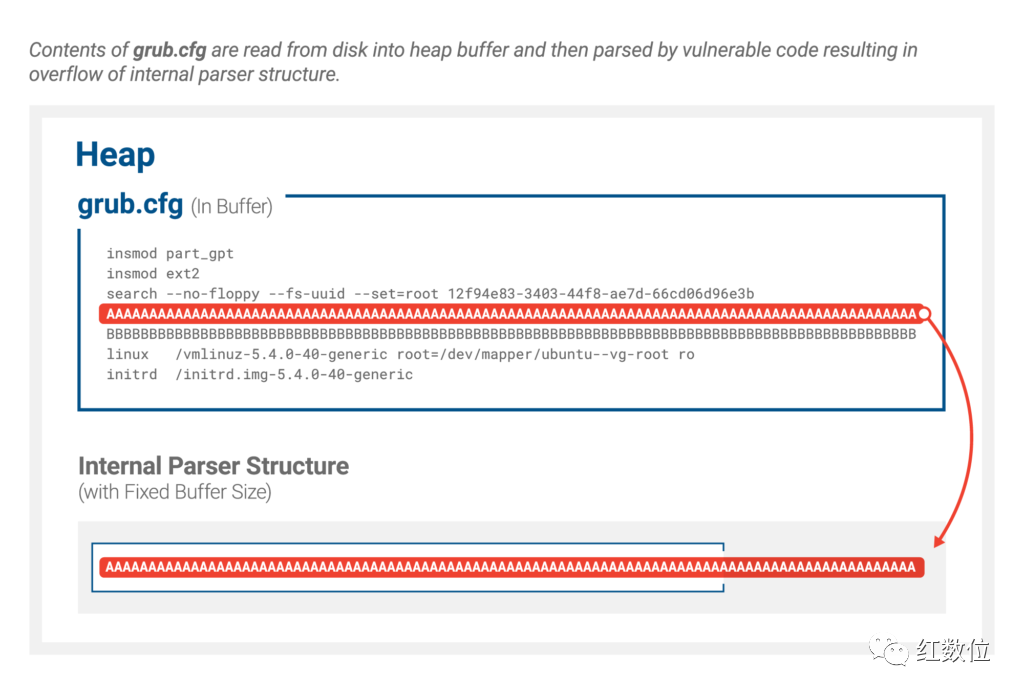 Contents of grub.cfg are read from disk into heap buffer and then parsed by vulnerable code resulting in
overflow of internal parser structure.
Heap
grub.cfg (In Buffer)
insmod part_gpt
insmod ext2
search --no-floppy --fs-uuid --set=root 12f94e83-3403-44f8-ae7d-66cd06d96e3b
AAAAAAAAAAAAAAAAAAAAAAAAAAAAAAAAAAAAAAAAAAAAAAAAAAAAAAAAAAAAAAAAAAAAAAAAAAAAAAAAAAAAAAAAAAAAAAA
BBBBBBBBBBBBBBBBBBBBBBBBBBBBBBBBBBBBBBBBBBBBBBBBBBBBBBBBBBBBBBBBBBBBBBBBBBBBBBBBBBBBBBBBBBBBBBB
linux   /vmlinuz-5.4.0-40-generic root=/dev/mapper/ubuntu--vg-root ro
initrd  /initrd.img-5.4.0-40-generic
Internal Parser Structure
(with Fixed Buffer Size)
AAAAAAAAAAAAAAAAAAAAAAAAAAAAAAAAAAAAAAAAAAAAAAAAAAAAAAAAAAAAAAAAAAAAAAAAAAAAAAAAAAAAAAAAAAAAAAA
红数位